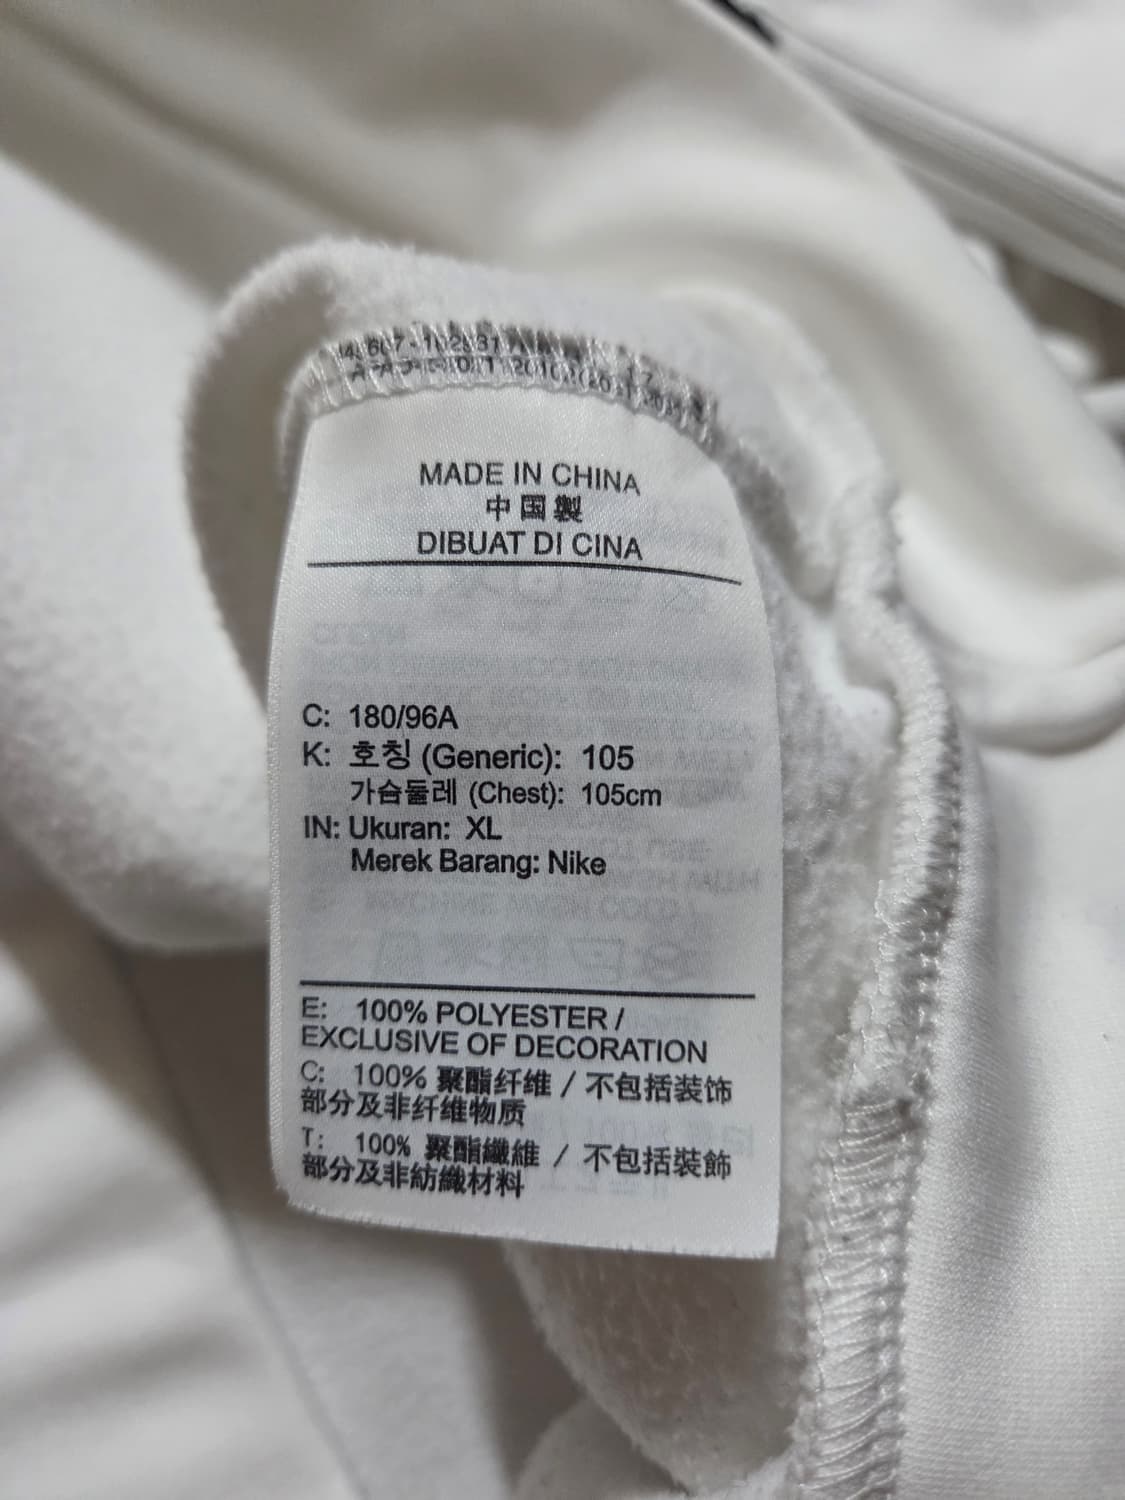 MADE IN CHINA
中国製
DIBUAT DI CINA
C: 180/96A
K: 호칭 (Generic): 105
가슴둘레 (Chest): 105cm
IN: Ukuran: XL
Merek Barang: Nike
E: 100% POLYESTER /
EXCLUSIVE OF DECORATION
C: 100% 聚酯纤维 / 不包括装饰
部分及非纤维物质
T: 100% 聚酯纖維 / 不包括裝飾
部分及非紡織材料